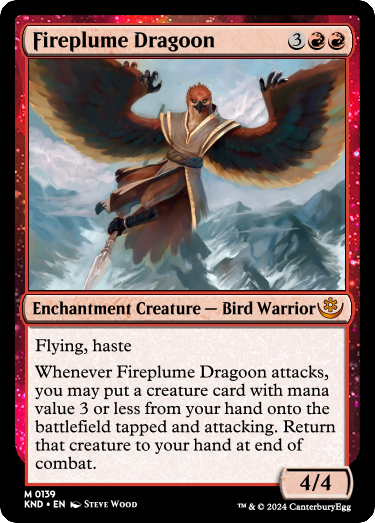 Fireplume Dragoon 3
Enchantment Creature — Bird Warrior
Flying, haste
Whenever Fireplume Dragoon attacks,
you may put a creature card with mana
value 3 or less from your hand onto the
battlefield tapped and attacking. Return
that creature to your hand at end of
combat.
4/4
M 0139
KND • EN Steve Wood
™ & © 2024 CanterburyEgg